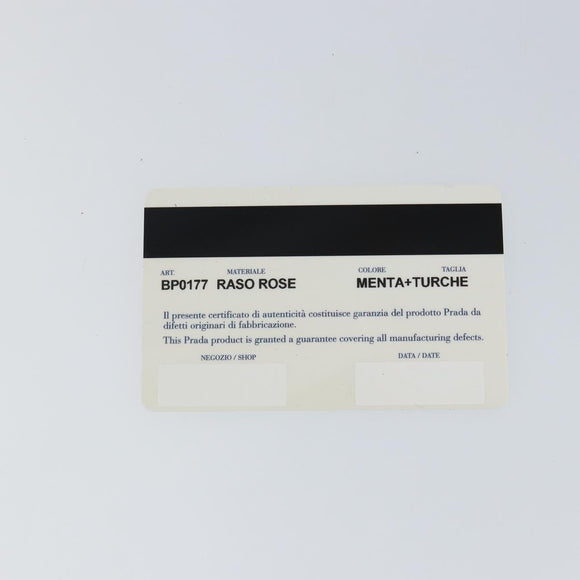 ART. MATERIALE COLORE TAGLIA
BP0177 RASO ROSE MENTA+TURCHE
Il presente certificato di autenticità costituisce garanzia del prodotto Prada da
difetti originari di fabbricazione.
This Prada product is granted a guarantee covering all manufacturing defects.
NEGOZIO / SHOP DATA / DATE